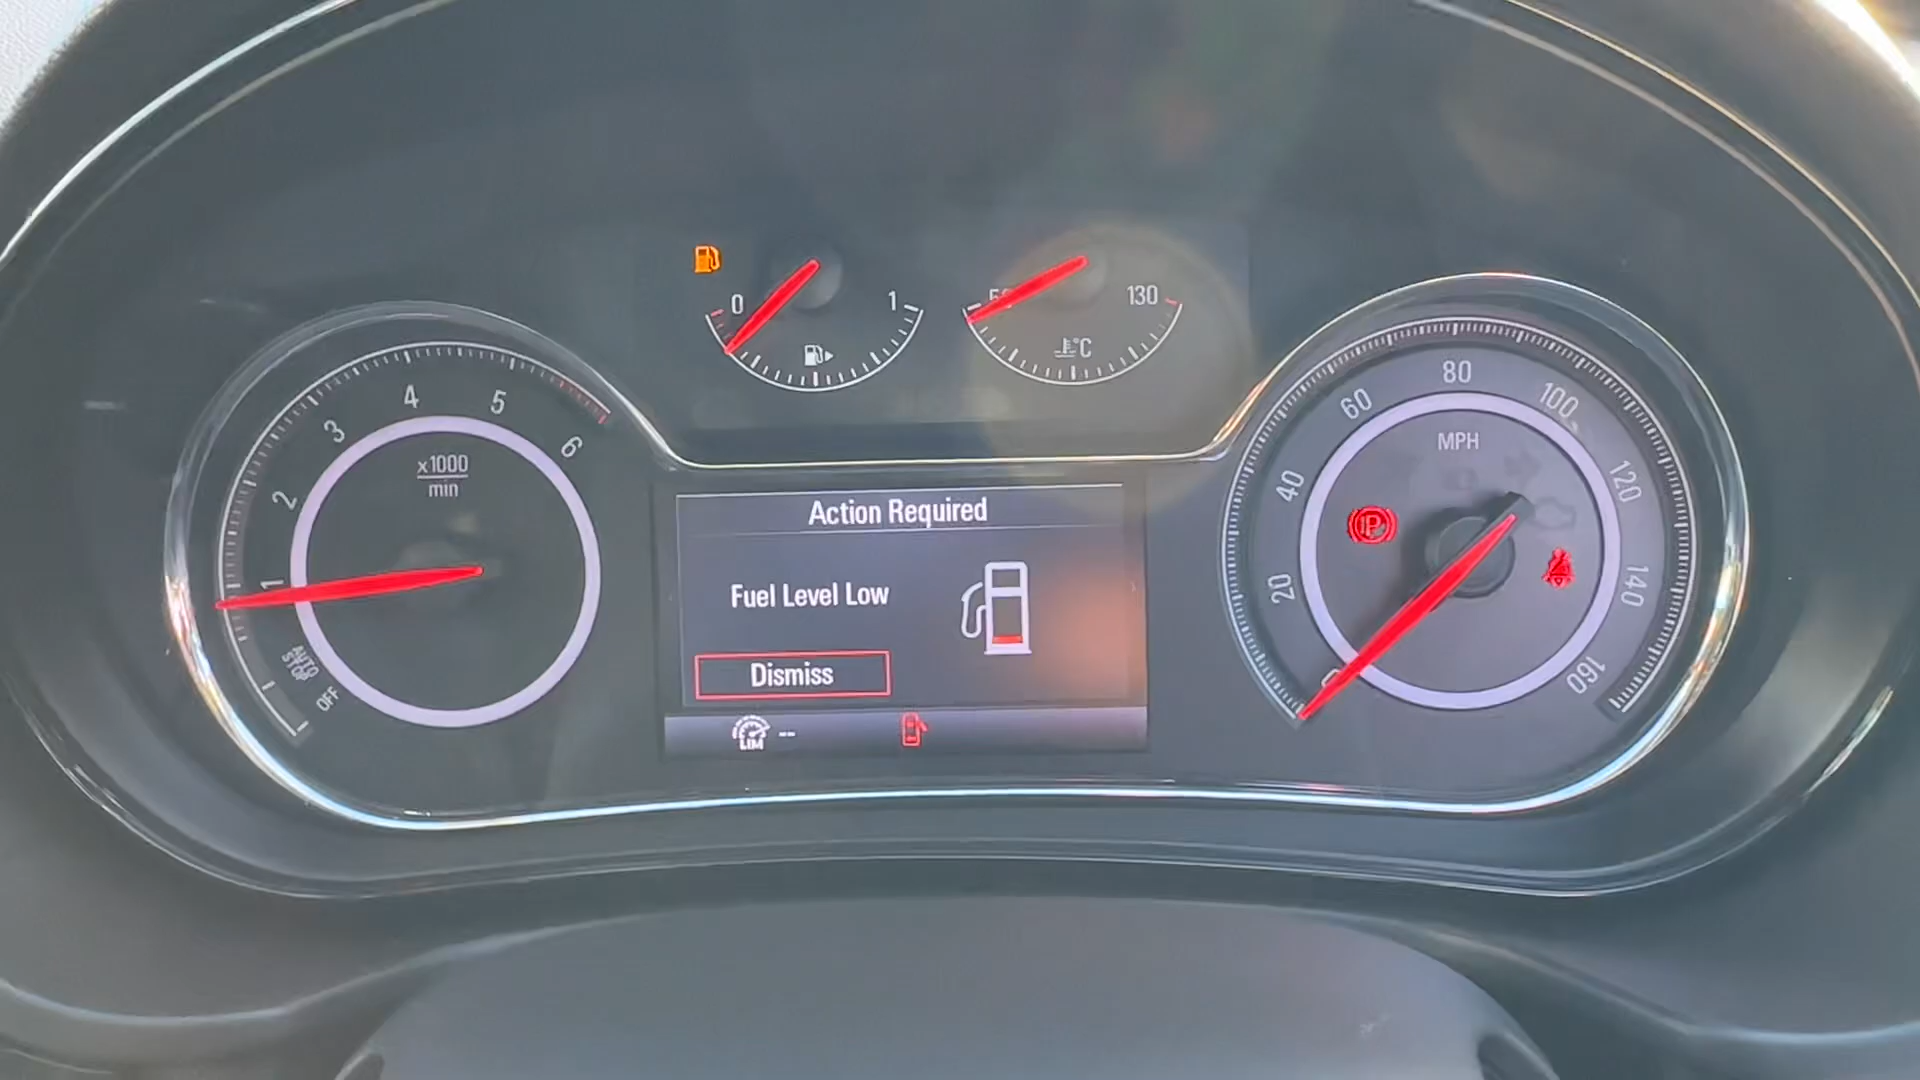 0
1
130
°C
1
2
3
4
5
6
x1000
min
AUTO
STOP
OFF
Action Required
Fuel Level Low
Dismiss
LIM --
20
40
60
80
100
120
140
160
MPH
P